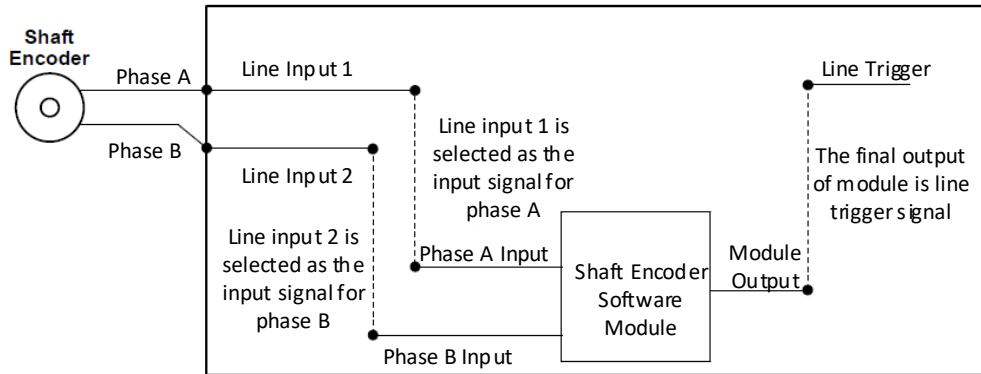 Shaft
Encoder
Phase A
Phase B
Line Input 1
Line Input 2
Line input 1 is
selected as the
input signal for
phase A
Line input 2 is
selected as the
input signal for
phase B
Phase A Input
Phase B Input
Shaft Encoder
Software
Module
Module
Output
Line Trigger
The final output
of module is line
trigger signal